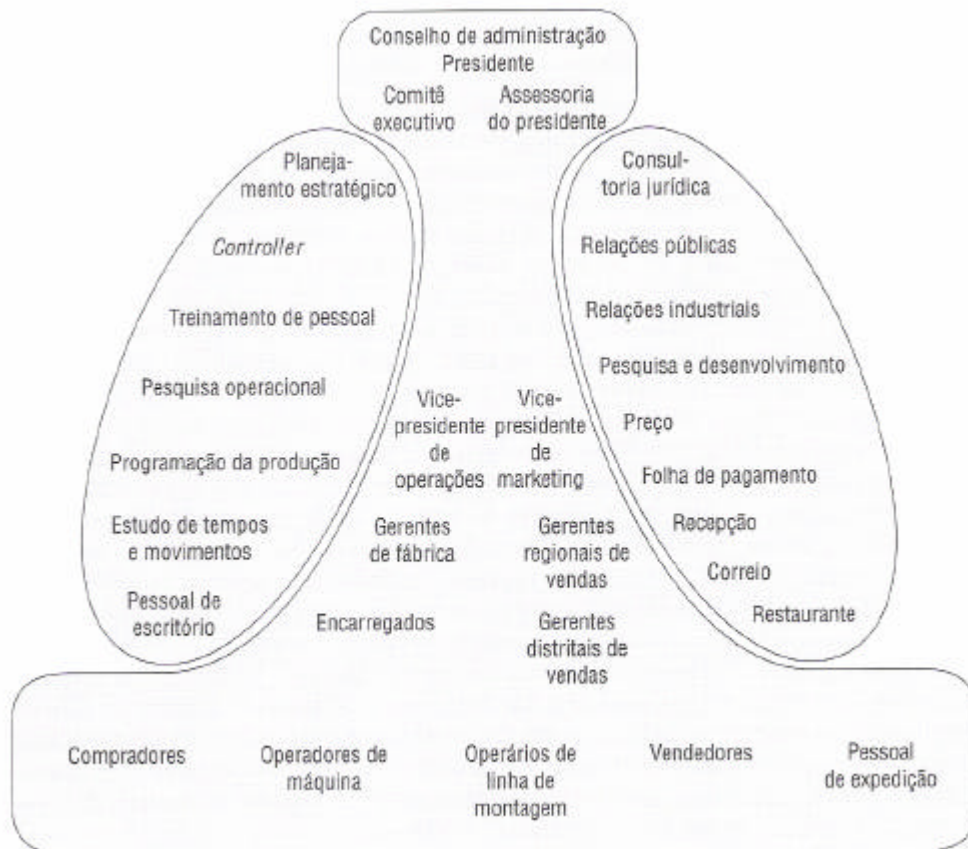 Conselho de administração
Presidente
Comitê
executivo
Assessoria
do presidente
Planeja-
mento estratégico
Controller
Treinamento de pessoal
Pesquisa operacional
Programação da produção
Estudo de tempos
e movimentos
Pessoal de
escritório
Consul-
toria jurídica
Relações públicas
Relações industriais
Pesquisa e desenvolvimento
Preço
Folha de pagamento
Recepção
Correio
Restaurante
Vice-
presidente
de
operações
Vice-
presidente
de
marketing
Gerentes
de fábrica
Gerentes
regionais de
vendas
Encarregados
Gerentes
distritais de
vendas
Compradores
Operadores de
máquina
Operários de
linha de
montagem
Vendedores
Pessoal
de expedição